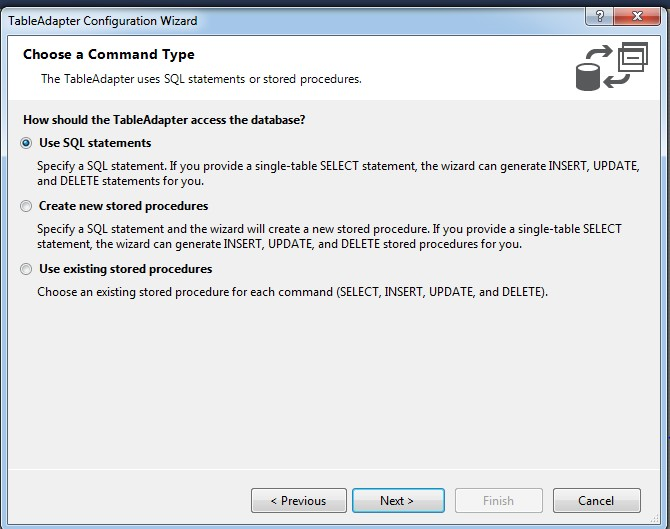 TableAdapter Configuration Wizard
Choose a Command Type
The TableAdapter uses SQL statements or stored procedures.
How should the TableAdapter access the database?
Use SQL statements
Specify a SQL statement. If you provide a single-table SELECT statement, the wizard can generate INSERT, UPDATE,
and DELETE statements for you.
Create new stored procedures
Specify a SQL statement and the wizard will create a new stored procedure. If you provide a single-table SELECT
statement, the wizard can generate INSERT, UPDATE, and DELETE stored procedures for you.
Use existing stored procedures
Choose an existing stored procedure for each command (SELECT, INSERT, UPDATE, and DELETE).
< Previous Next > Finish Cancel